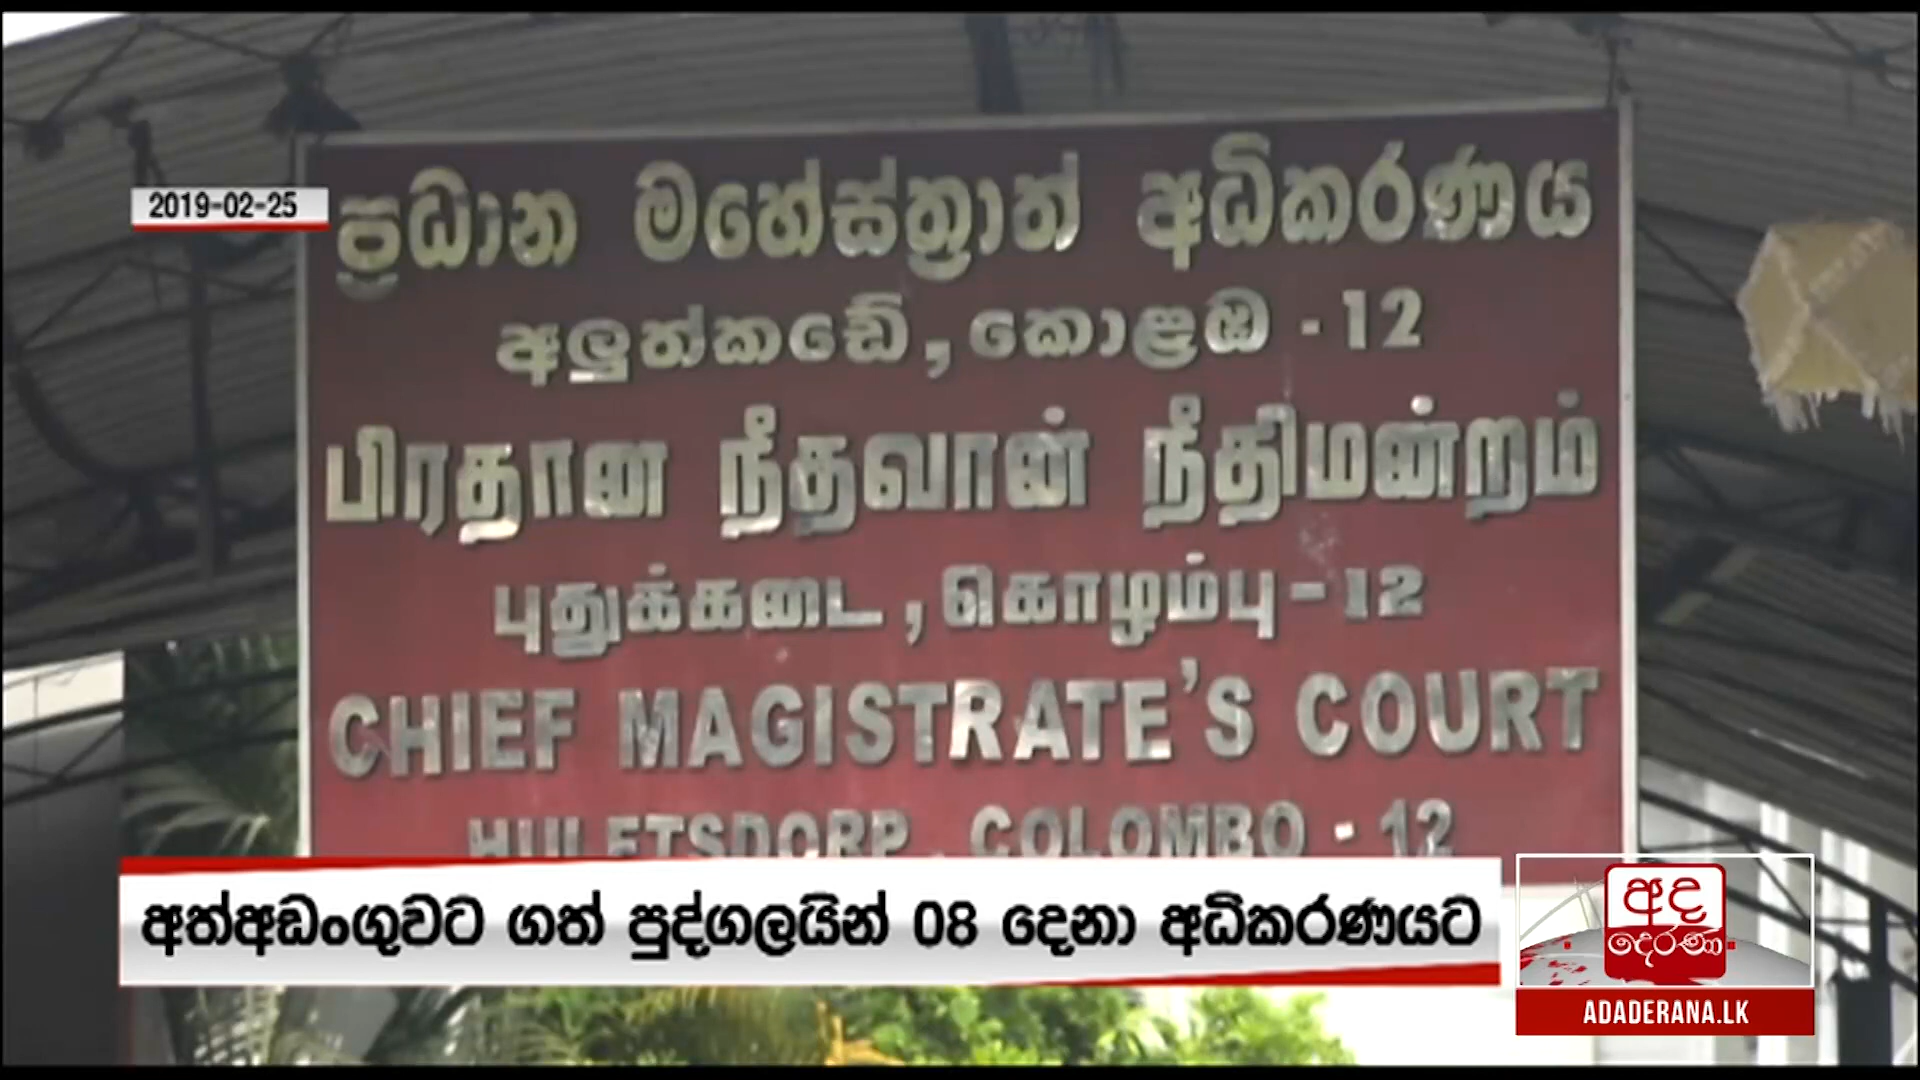 2019-02-25
ප්‍රධාන මහේස්ත්‍රාත් අධිකරණය
අලුත්කඩේ, කොළඹ - 12
பிரதான நீதவான் நீதிமன்றம்
புதுக்கடை, கொழும்பு - 12
CHIEF MAGISTRATE'S COURT
HULFTSDORP, COLOMBO - 12
අත්අඩංගුවට ගත් පුද්ගලයින් 08 දෙනා අධිකරණයට
අද
දෙරණ
ADADERANA.LK